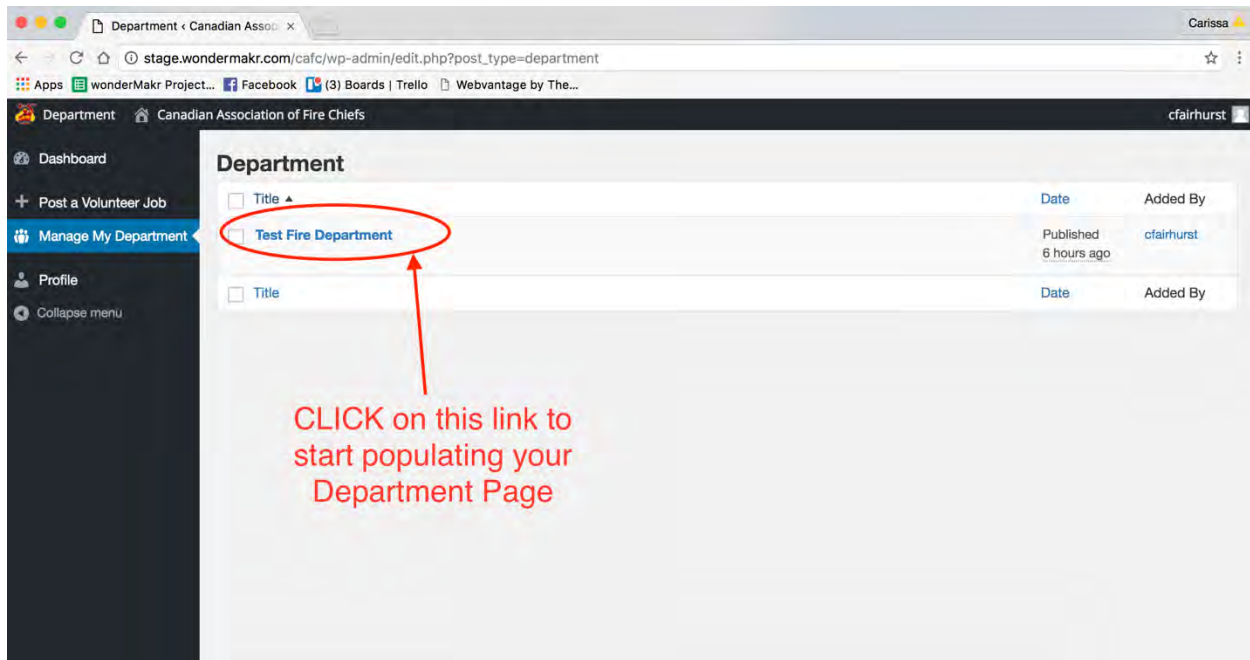 Department ‹ Canadian Assoc
Carissa
stage.wondermakr.com/cafc/wp-admin/edit.php?post_type=department
Apps wonderMakr Project... Facebook (3) Boards | Trello Webvantage by The...
Department Canadian Association of Fire Chiefs cfairhurst
Dashboard
Post a Volunteer Job
Manage My Department
Profile
Collapse menu
Department
Title Date Added By
Test Fire Department Published cfairhurst
6 hours ago
Title Date Added By
CLICK on this link to
start populating your
Department Page